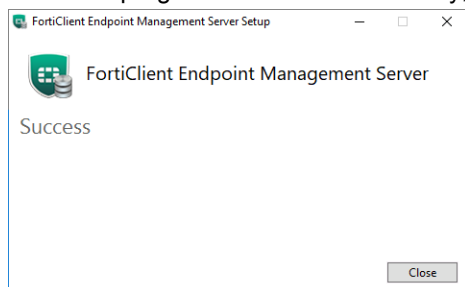 FortiClient Endpoint Management Server Setup
FortiClient Endpoint Management Server
Success
Close